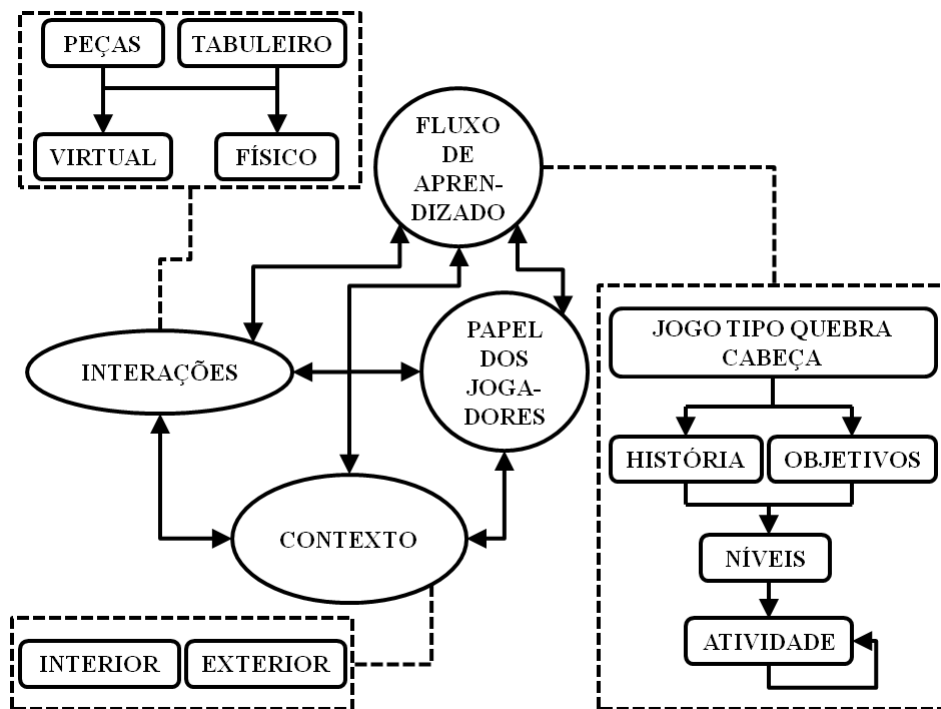 PEÇAS
TABULEIRO
VIRTUAL
FÍSICO
FLUXO
DE
APREN-
DIZADO
INTERAÇÕES
PAPEL
DOS
JOGA-
DORES
CONTEXTO
INTERIOR
EXTERIOR
JOGO TIPO QUEBRA
CABEÇA
HISTÓRIA
OBJETIVOS
NÍVEIS
ATIVIDADE